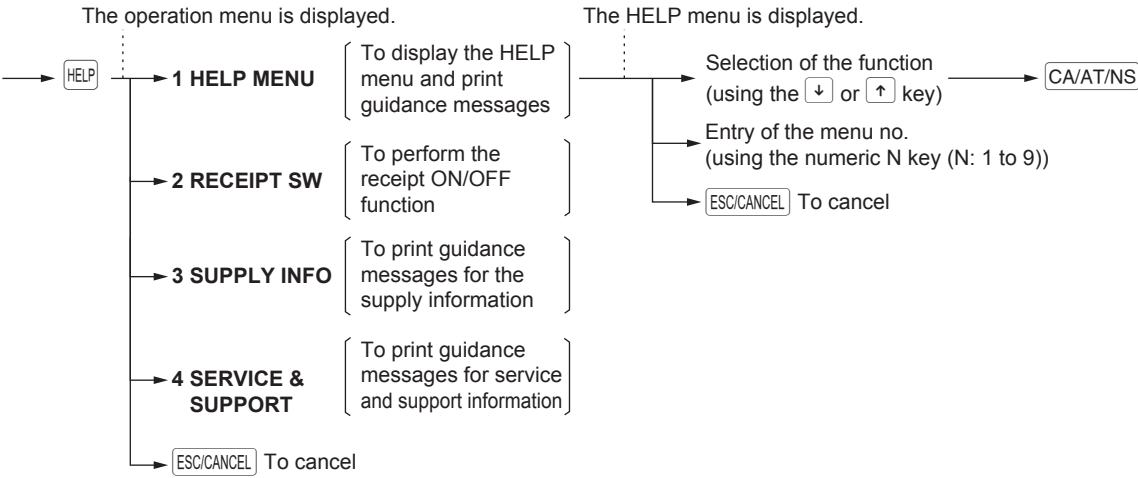 The operation menu is displayed.
The HELP menu is displayed.
HELP
1 HELP MENU
To display the HELP
menu and print
guidance messages
Selection of the function
(using the ↓ or ↑ key)
CA/AT/NS
Entry of the menu no.
(using the numeric N key (N: 1 to 9))
ESC/CANCEL To cancel
2 RECEIPT SW
To perform the
receipt ON/OFF
function
3 SUPPLY INFO
To print guidance
messages for the
supply information
4 SERVICE &
SUPPORT
To print guidance
messages for service
and support information
ESC/CANCEL To cancel